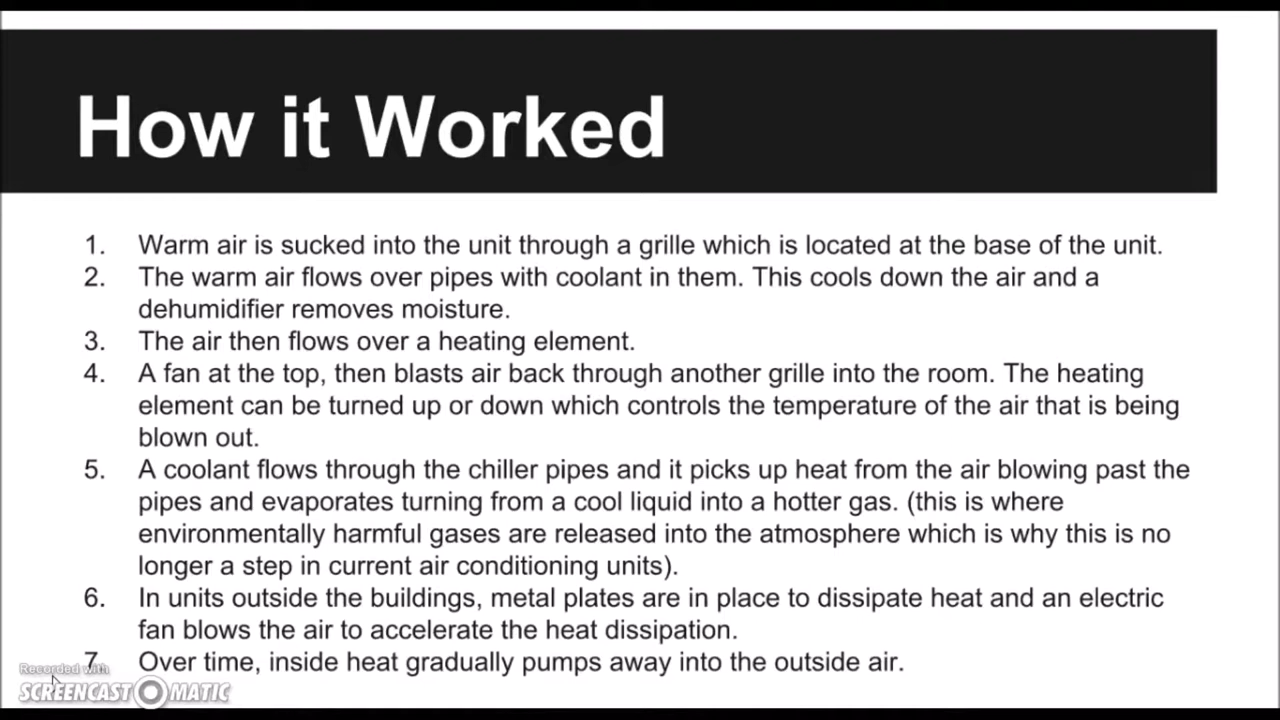 How it Worked
1. Warm air is sucked into the unit through a grille which is located at the base of the unit.
2. The warm air flows over pipes with coolant in them. This cools down the air and a
dehumidifier removes moisture.
3. The air then flows over a heating element.
4. A fan at the top, then blasts air back through another grille into the room. The heating
element can be turned up or down which controls the temperature of the air that is being
blown out.
5. A coolant flows through the chiller pipes and it picks up heat from the air blowing past the
pipes and evaporates turning from a cool liquid into a hotter gas. (this is where
environmentally harmful gases are released into the atmosphere which is why this is no
longer a step in current air conditioning units).
6. In units outside the buildings, metal plates are in place to dissipate heat and an electric
fan blows the air to accelerate the heat dissipation.
7. Over time, inside heat gradually pumps away into the outside air.
Recorded with
SCREENCAST-O-MATIC